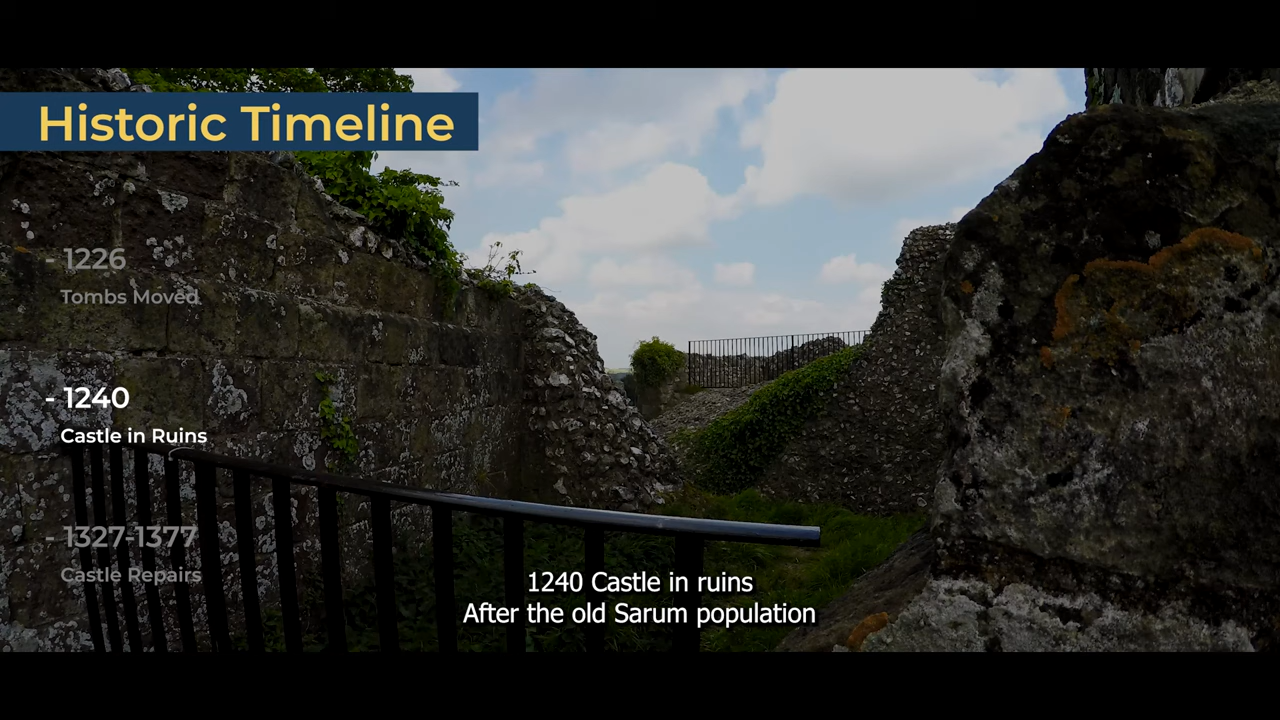 Historic Timeline
- 1226
Tombs Moved
- 1240
Castle in Ruins
- 1327-1377
Castle Repairs
1240 Castle in ruins
After the old Sarum population